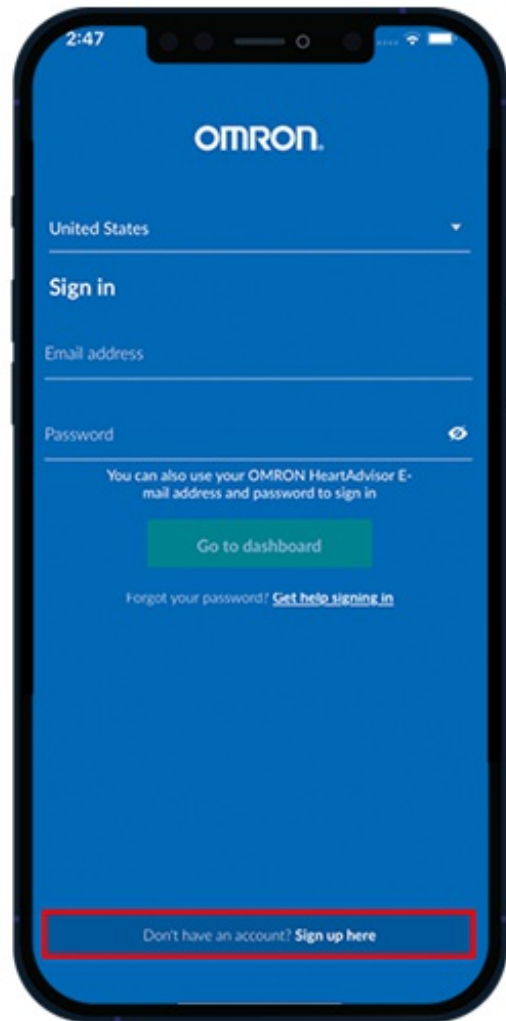 2:47
OMRON.
United States
Sign in
Email address
Password
You can also use your OMRON HeartAdvisor E-
mail address and password to sign in
Go to dashboard
Forgot your password? Get help signing in
Don't have an account? Sign up here